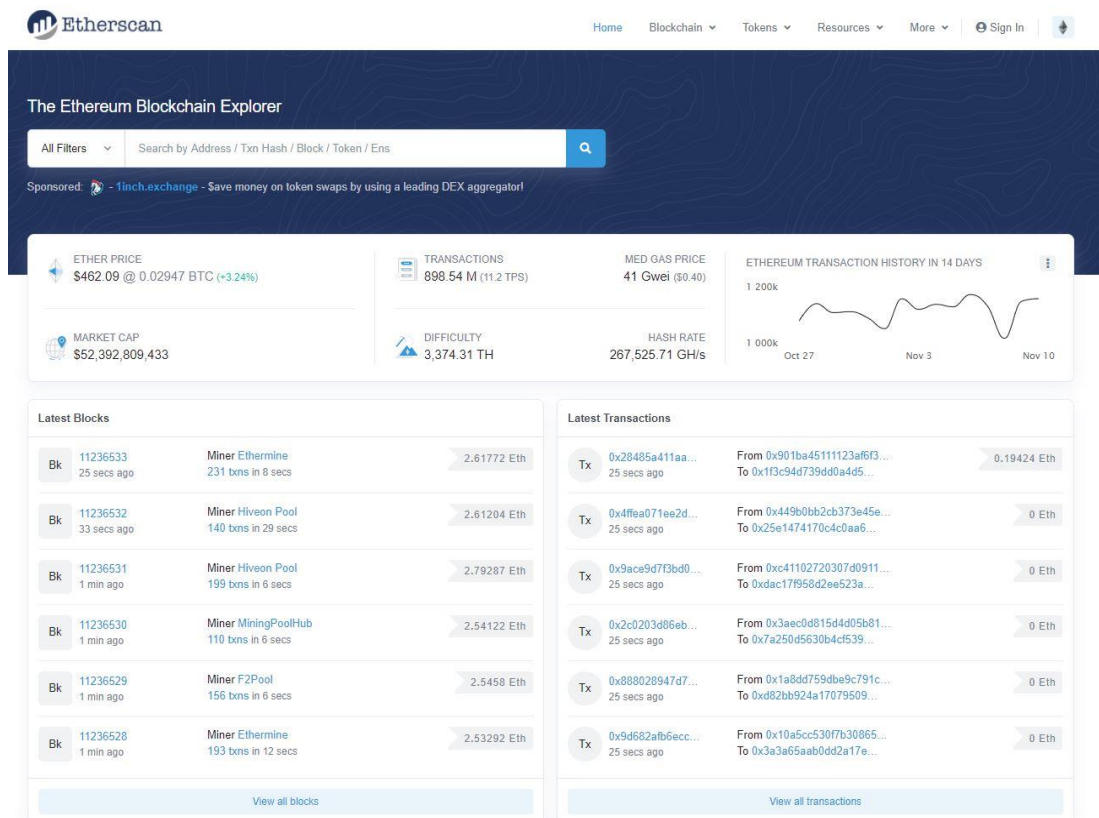 Etherscan
Home Blockchain Tokens Resources More Sign In
The Ethereum Blockchain Explorer
All Filters Search by Address / Txn Hash / Block / Token / Ens
Sponsored: - 1inch.exchange - $ave money on token swaps by using a leading DEX aggregator!
ETHER PRICE
$462.09 @ 0.02947 BTC (+3.24%)
MARKET CAP
$52,392,809,433
TRANSACTIONS
898.54 M (11.2 TPS)
MED GAS PRICE
41 Gwei ($0.40)
DIFFICULTY
3,374.31 TH
HASH RATE
267,525.71 GH/s
ETHEREUM TRANSACTION HISTORY IN 14 DAYS
1 200k
1 000k
Oct 27 Nov 3 Nov 10
Latest Blocks
Bk 11236533 Miner Ethermine 2.61772 Eth
25 secs ago 231 txns in 8 secs
Bk 11236532 Miner Hiveon Pool 2.61204 Eth
33 secs ago 140 txns in 29 secs
Bk 11236531 Miner Hiveon Pool 2.79287 Eth
1 min ago 199 txns in 6 secs
Bk 11236530 Miner MiningPoolHub 2.54122 Eth
1 min ago 110 txns in 6 secs
Bk 11236529 Miner F2Pool 2.5458 Eth
1 min ago 156 txns in 6 secs
Bk 11236528 Miner Ethermine 2.53292 Eth
1 min ago 193 txns in 12 secs
View all blocks
Latest Transactions
Tx 0x28485a411aa... From 0x901ba45111123af6f3... 0.19424 Eth
25 secs ago To 0x1f3c94d739dd0a4d5...
Tx 0x4ffea071ee2d... From 0x449b0bb2cb373e45e... 0 Eth
25 secs ago To 0x25e1474170c4c0aa6...
Tx 0x9ace9d7f3bd0... From 0xc41102720307d0911... 0 Eth
25 secs ago To 0xdac17f958d2ee523a...
Tx 0x2c0203d86eb... From 0x3aec0d815d4d05b81... 0 Eth
25 secs ago To 0x7a250d5630b4cf539...
Tx 0x888028947d7... From 0x1a8dd759dbe9c791c... 0 Eth
25 secs ago To 0xd82bb924a17079509...
Tx 0x9d682afb6ecc... From 0x10a5cc530f7b30865... 0 Eth
25 secs ago To 0x3a3a65aab0dd2a17e...
View all transactions